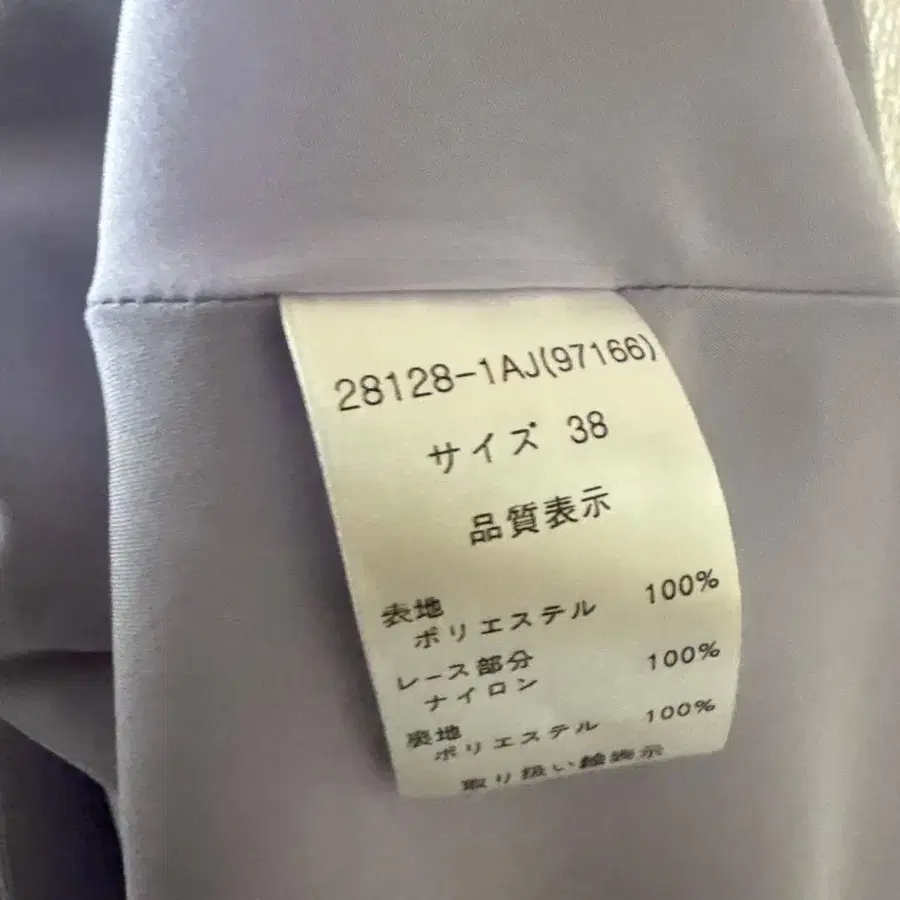 28128-1AJ(97166)
サイズ 38
品質表示
表地
ポリエステル 100%
レース部分
ナイロン 100%
裏地
ポリエステル 100%
取り扱い絵表示